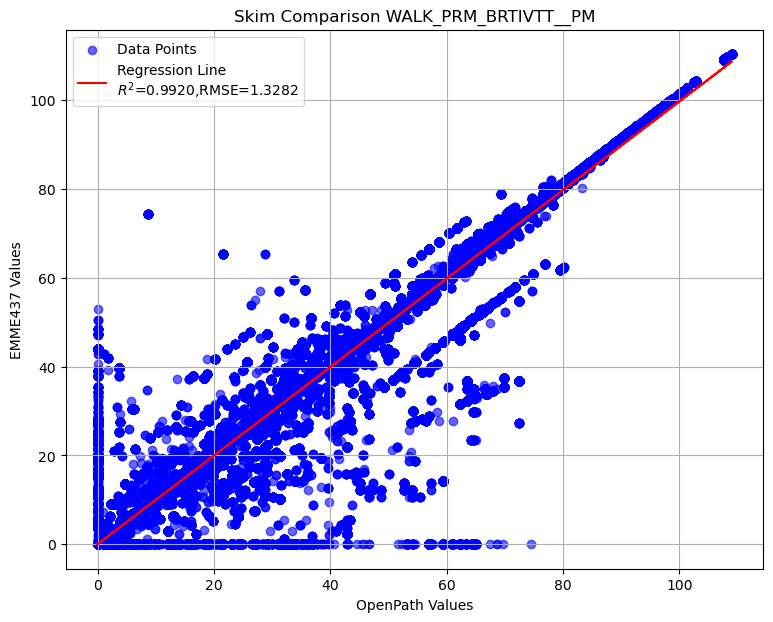 Skim Comparison WALK_PRM_BRTIVTT__PM
Data Points
Regression Line
R²=0.9920,RMSE=1.3282
EMME437 Values
100
80
60
40
20
0
0 20 40 60 80 100
OpenPath Values